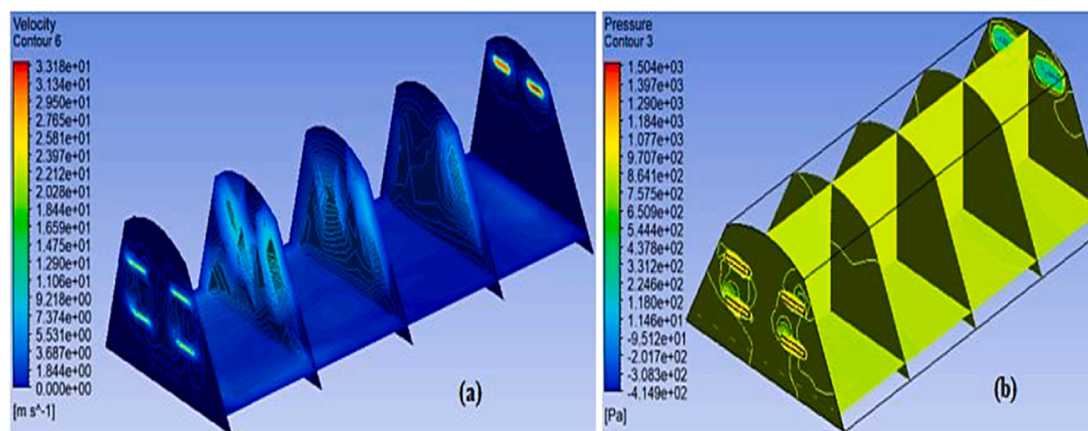 Velocity
Contour 6
3.318e+01
3.134e+01
2.950e+01
2.765e+01
2.581e+01
2.397e+01
2.212e+01
2.028e+01
1.844e+01
1.659e+01
1.475e+01
1.290e+01
1.106e+01
9.218e+00
7.374e+00
5.531e+00
3.687e+00
1.844e+00
0.000e+00
[m s^-1]
(a)
Pressure
Contour 3
1.504e+03
1.397e+03
1.290e+03
1.184e+03
1.077e+03
9.707e+02
8.641e+02
7.575e+02
6.509e+02
5.444e+02
4.378e+02
3.312e+02
2.246e+02
1.180e+02
1.146e+01
-9.512e+01
-2.017e+02
-3.083e+02
-4.149e+02
[Pa]
(b)